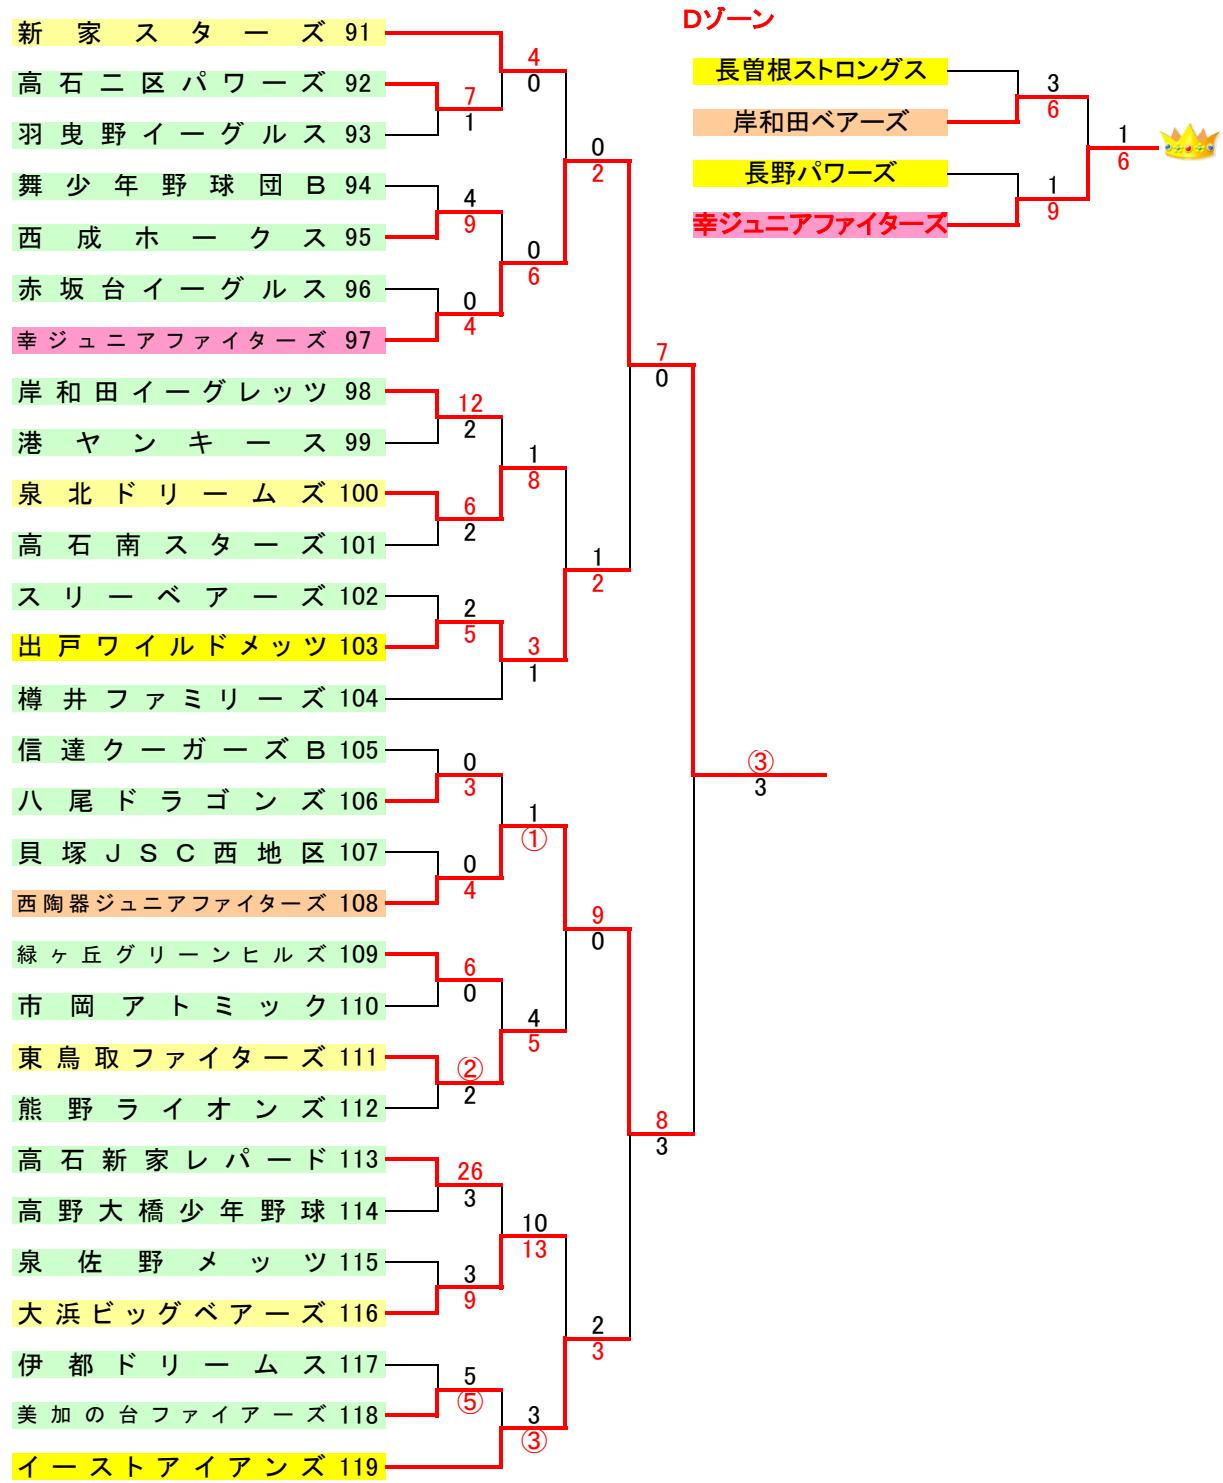 Dゾーン
新家スターズ 91
4
0
高石二区パワーズ 92
7
1
羽曳野イーグルス 93
0
2
舞少年野球団B 94
4
9
西成ホークス 95
0
6
赤坂台イーグルス 96
0
4
幸ジュニアファイターズ 97
7
0
岸和田イーグレッツ 98
12
2
港ヤンキース 99
1
8
泉北ドリームズ 100
6
2
高石南スターズ 101
1
2
スリーベアーズ 102
2
5
出戸ワイルドメッツ 103
3
1
樽井ファミリーズ 104
信達クーガーズB 105
0
3
③
3
八尾ドラゴンズ 106
1
①
貝塚JSC西地区 107
0
4
西陶器ジュニアファイターズ 108
9
0
緑ヶ丘グリーンヒルズ 109
6
0
市岡アトミック 110
4
5
東鳥取ファイターズ 111
②
2
熊野ライオンズ 112
8
3
高石新家レパード 113
26
3
高野大橋少年野球 114
10
13
泉佐野メッツ 115
3
9
大浜ビッグベアーズ 116
2
3
伊都ドリームス 117
5
⑤
美加の台ファイアーズ 118
3
③
イーストアイアンズ 119
長曽根ストロングス
3
6
岸和田ベアーズ
1
6
長野パワーズ
1
9
幸ジュニアファイターズ